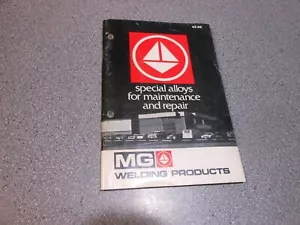 special alloys
for maintenance
and repair
MG
WELDING PRODUCTS